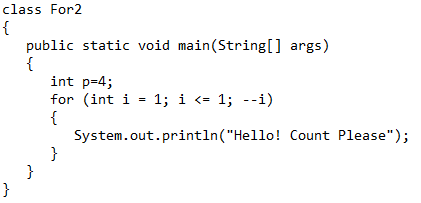 class For2
{
public static void main(String[] args)
{
int p=4;
for (int i = 1; i <= 1; --i)
{
System.out.println("Hello! Count Please");
}
}
}